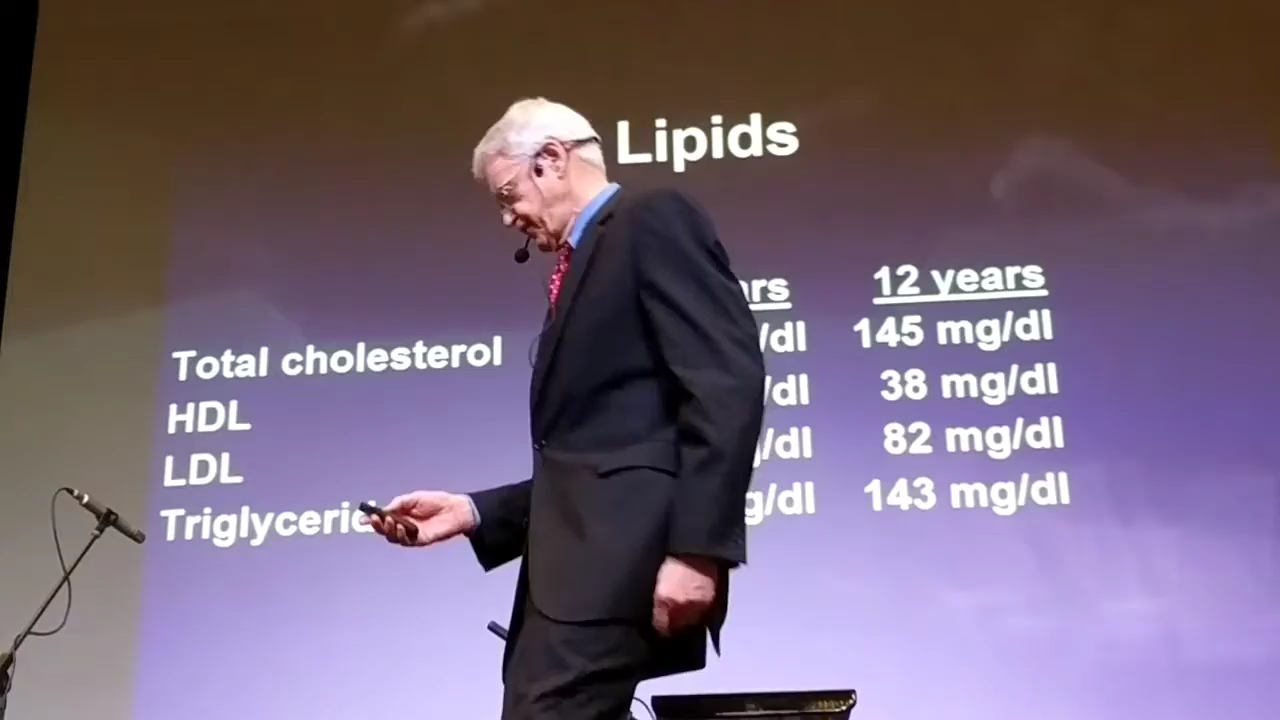 Lipids
12 years
Total cholesterol /dl 145 mg/dl
HDL /dl 38 mg/dl
LDL /dl 82 mg/dl
g/dl 143 mg/dl